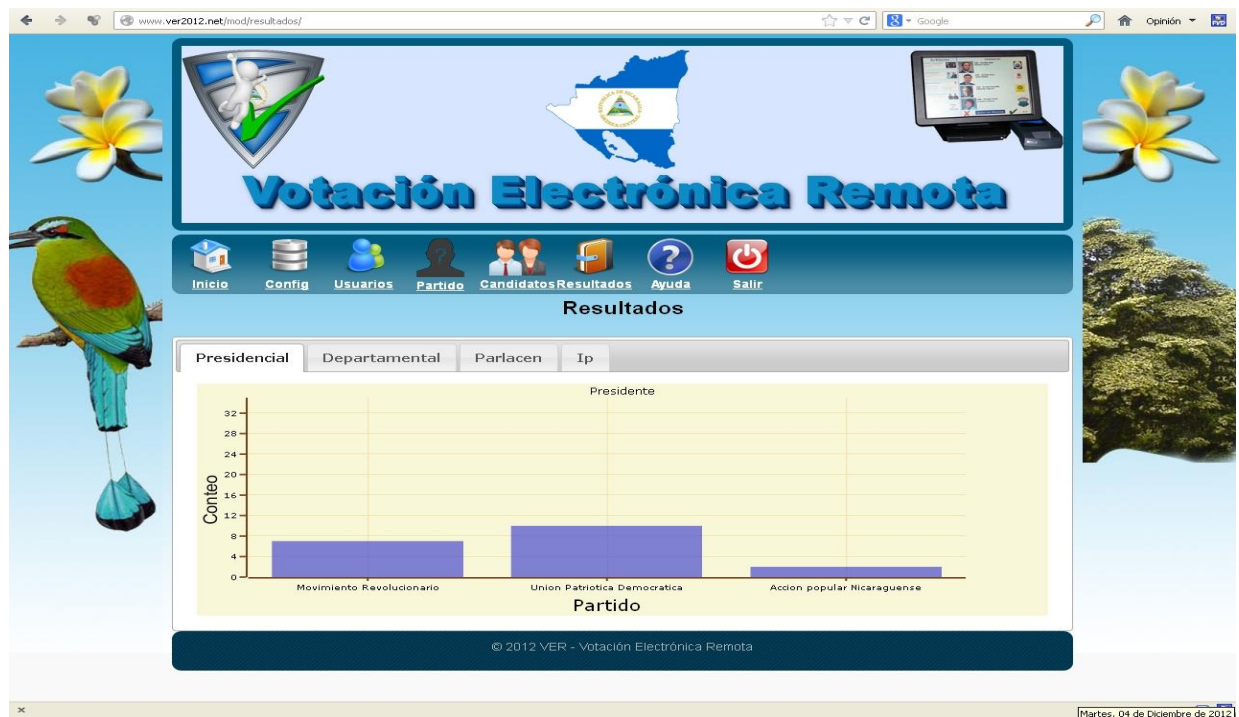 www.ver2012.net/mod/resultados/
Google
Opinión
Votación Electrónica Remota
Inicio Config Usuarios Partido Candidatos Resultados Ayuda Salir
Resultados
Presidencial Departamental Parlacen Ip
Presidente
32
28
24
20
16
12
8
4
0
Conteo
Movimiento Revolucionario Union Patriotica Democratica Accion popular Nicaraguense
Partido
© 2012 VER - Votación Electrónica Remota
Martes, 04 de Diciembre de 2012